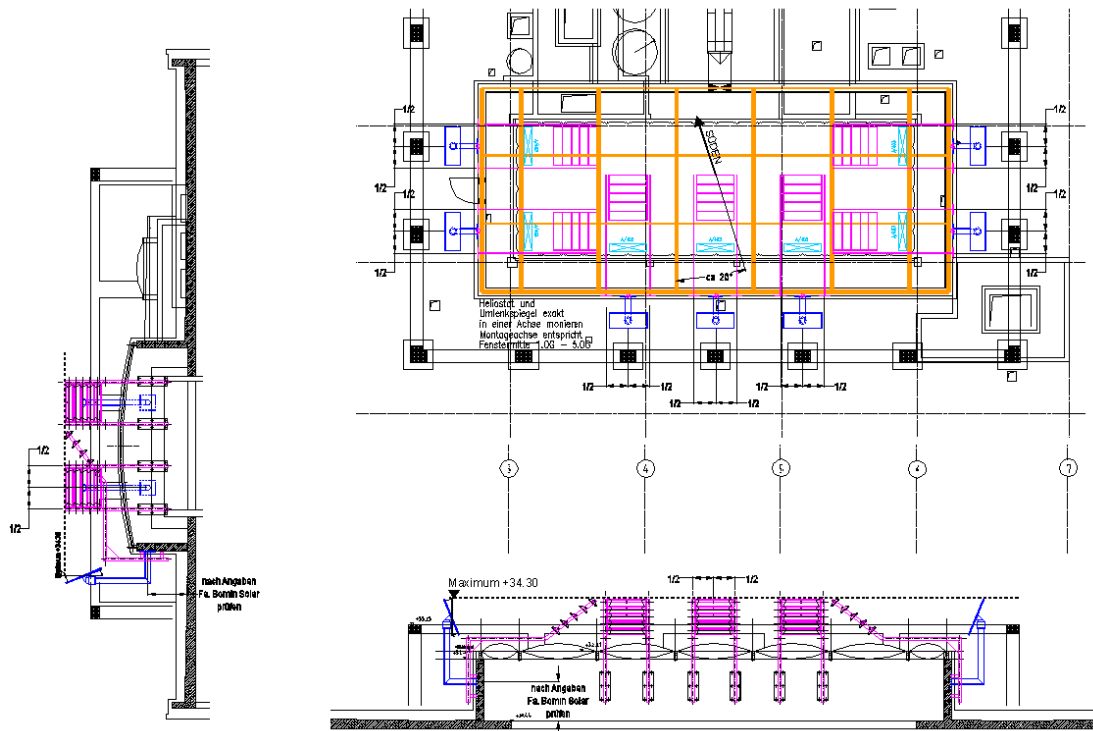 1/2
1/2
1/2
1/2
1/2
1/2
1/2
1/2
SÜDEN
ca 20°
Heliostat und
Umlenkspiegel exakt
in einer Achse monieren
Montageachse entspricht
Fenstermitte 1.OG - 5.OG
1/2
1/2
1/2
1/2
1/2
1/2
3
4
5
6
7
1/2
1/2
nach Angaben
Fa. Bomin Solar
prüfen
Maximum +34.30
1/2
1/2
nach Angaben
Fa. Bomin Solar
prüfen